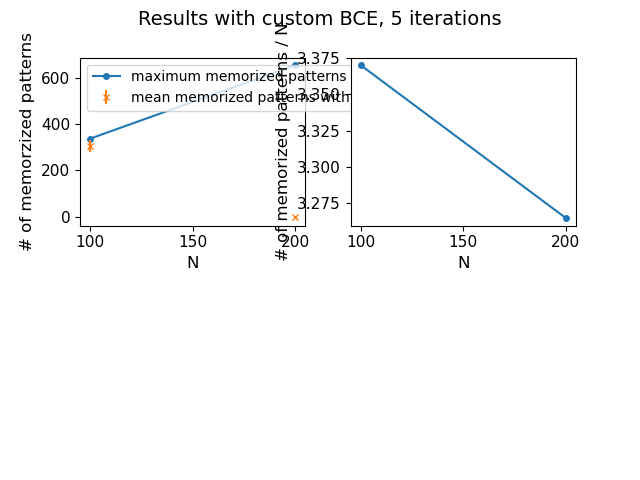 Results with custom BCE, 5 iterations
# of memorzized patterns
600
400
200
0
maximum memorized patterns
mean memorized patterns with
100
150
200
N
# of memorized patterns / N
3.375
3.350
3.325
3.300
3.275
100
150
200
N